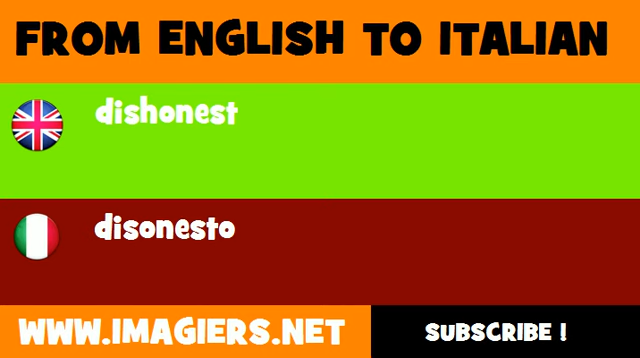 FROM ENGLISH TO ITALIAN
dishonest
disonesto
WWW.IMAGIERS.NET
SUBSCRIBE !